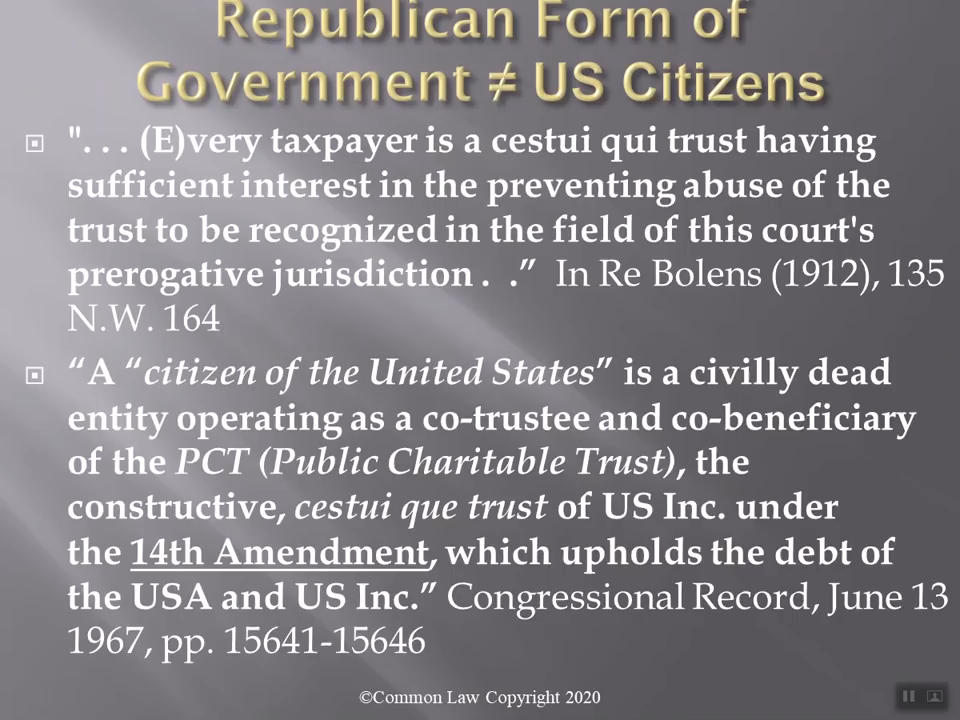 Republican Form of
Government ≠ US Citizens
". . . (E)very taxpayer is a cestui qui trust having
sufficient interest in the preventing abuse of the
trust to be recognized in the field of this court's
prerogative jurisdiction . .” In Re Bolens (1912), 135
N.W. 164
“A “citizen of the United States” is a civilly dead
entity operating as a co-trustee and co-beneficiary
of the PCT (Public Charitable Trust), the
constructive, cestui que trust of US Inc. under
the 14th Amendment, which upholds the debt of
the USA and US Inc.” Congressional Record, June 13
1967, pp. 15641-15646
©Common Law Copyright 2020